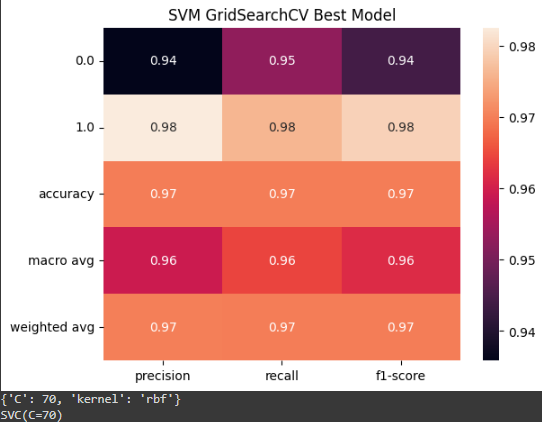 SVM GridSearchCV Best Model
0.0 0.94 0.95 0.94
1.0 0.98 0.98 0.98
accuracy 0.97 0.97 0.97
macro avg 0.96 0.96 0.96
weighted avg 0.97 0.97 0.97
precision recall f1-score
0.98
0.97
0.96
0.95
0.94
{'C': 70, 'kernel': 'rbf'}
SVC(C=70)